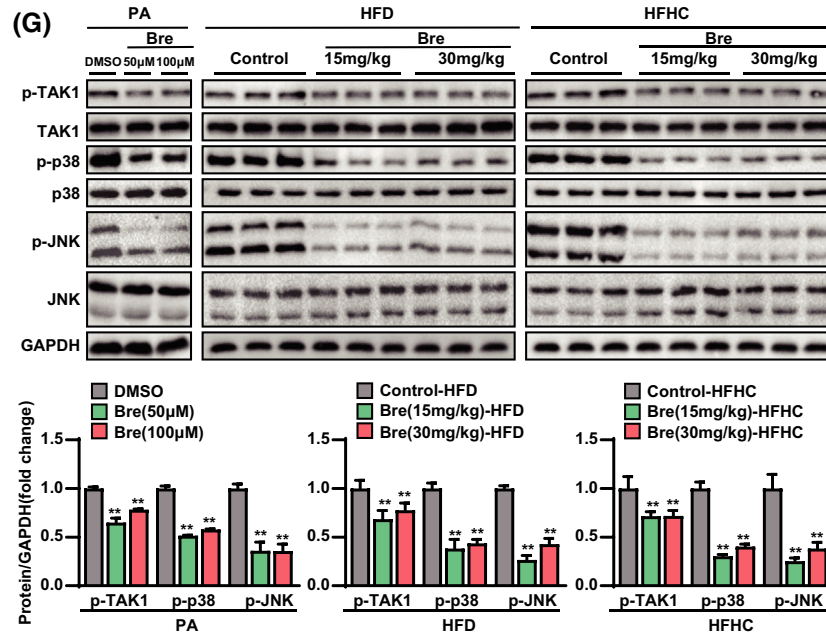 (G)
PA HFD HFHC
Bre Bre Bre
DMSO 50μM 100μM Control 15mg/kg 30mg/kg Control 15mg/kg 30mg/kg
p-TAK1
TAK1
p-p38
p38
p-JNK
JNK
GAPDH
DMSO
Bre(50μM)
Bre(100μM)
Control-HFD
Bre(15mg/kg)-HFD
Bre(30mg/kg)-HFD
Control-HFHC
Bre(15mg/kg)-HFHC
Bre(30mg/kg)-HFHC
Protein/GAPDH(fold change)
1.5
1.0
0.5
0.0
** ** ** ** ** **
p-TAK1 p-p38 p-JNK
PA
1.5
1.0
0.5
0.0
** ** ** ** ** **
p-TAK1 p-p38 p-JNK
HFD
1.5
1.0
0.5
0.0
** ** ** ** ** **
p-TAK1 p-p38 p-JNK
HFHC